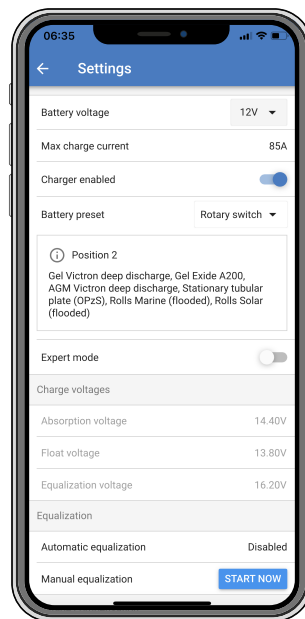 06:35
Settings
Battery voltage 12V
Max charge current 85A
Charger enabled
Battery preset Rotary switch
Position 2
Gel Victron deep discharge, Gel Exide A200,
AGM Victron deep discharge, Stationary tubular
plate (OPzS), Rolls Marine (flooded), Rolls Solar
(flooded)
Expert mode
Charge voltages
Absorption voltage 14.40V
Float voltage 13.80V
Equalization voltage 16.20V
Equalization
Automatic equalization Disabled
Manual equalization START NOW